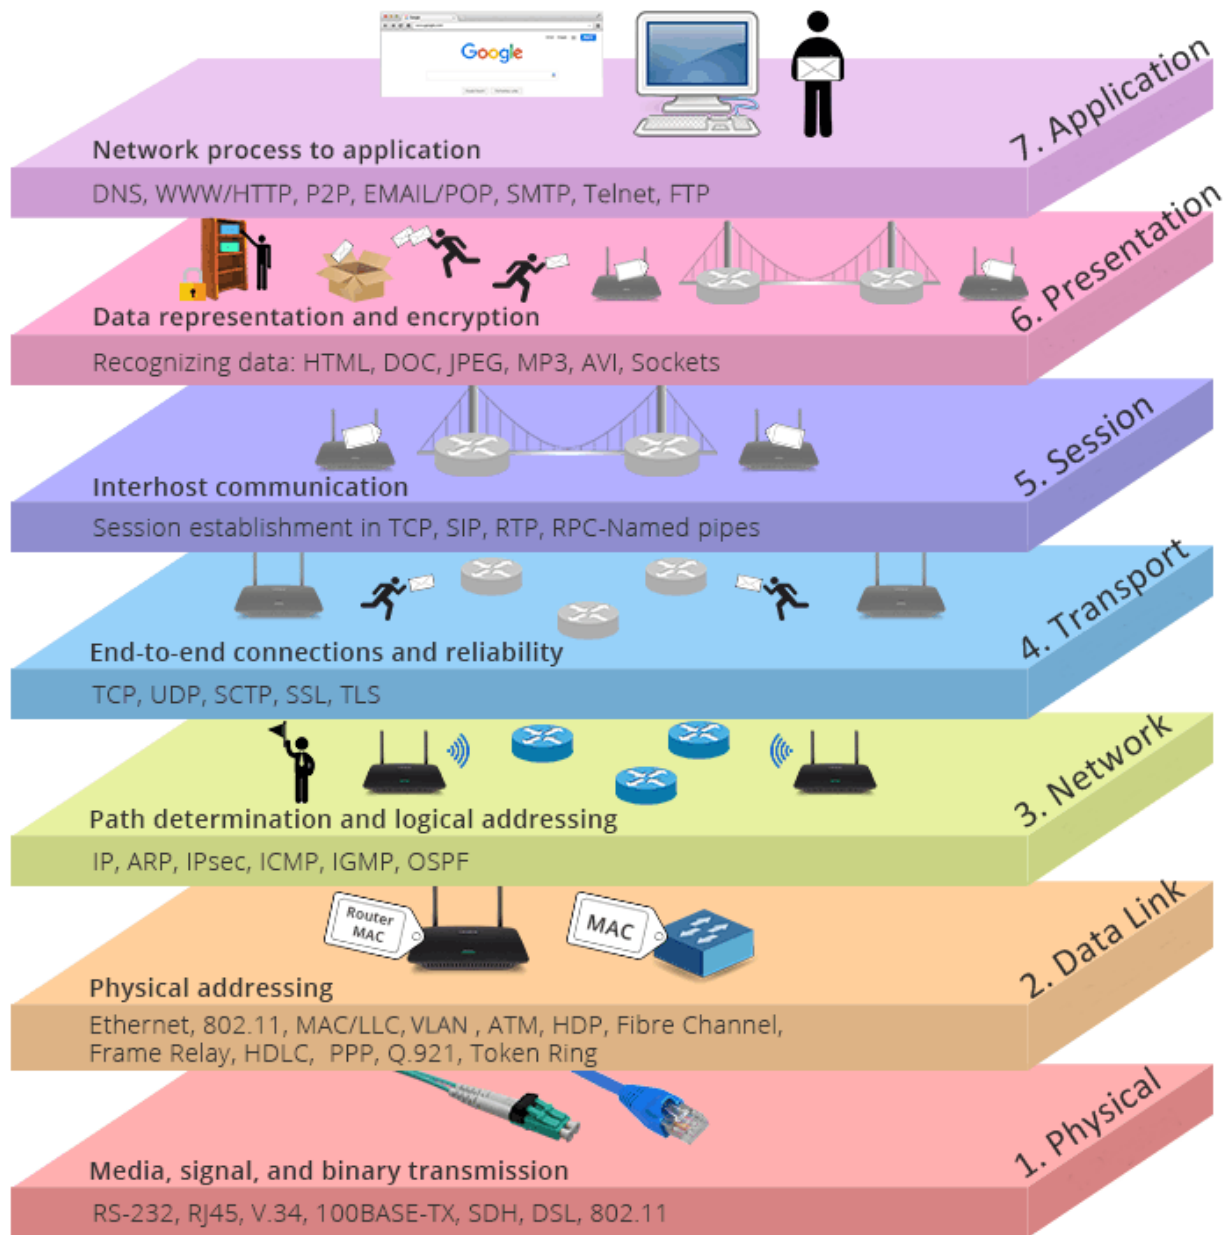 Google
7. Application
Network process to application
DNS, WWW/HTTP, P2P, EMAIL/POP, SMTP, Telnet, FTP
6. Presentation
Data representation and encryption
Recognizing data: HTML, DOC, JPEG, MP3, AVI, Sockets
5. Session
Interhost communication
Session establishment in TCP, SIP, RTP, RPC-Named pipes
4. Transport
End-to-end connections and reliability
TCP, UDP, SCTP, SSL, TLS
3. Network
Path determination and logical addressing
IP, ARP, IPsec, ICMP, IGMP, OSPF
2. Data Link
Router
MAC
MAC
Physical addressing
Ethernet, 802.11, MAC/LLC, VLAN , ATM, HDP, Fibre Channel,
Frame Relay, HDLC, PPP, Q.921, Token Ring
1. Physical
Media, signal, and binary transmission
RS-232, RJ45, V.34, 100BASE-TX, SDH, DSL, 802.11